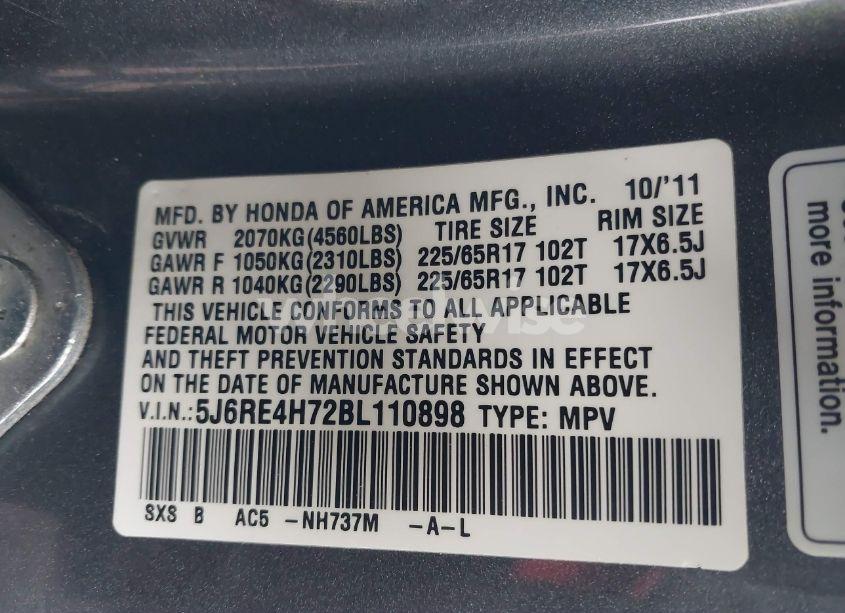 MFD. BY HONDA OF AMERICA MFG., INC. 10/'11
GVWR 2070KG(4560LBS) TIRE SIZE RIM SIZE
GAWR F 1050KG(2310LBS) 225/65R17 102T 17X6.5J
GAWR R 1040KG(2290LBS) 225/65R17 102T 17X6.5J
THIS VEHICLE CONFORMS TO ALL APPLICABLE
FEDERAL MOTOR VEHICLE SAFETY
AND THEFT PREVENTION STANDARDS IN EFFECT
ON THE DATE OF MANUFACTURE SHOWN ABOVE.
V.I.N.:5J6RE4H72BL110898 TYPE: MPV
SXS B AC5 -NH737M -A-L
more information.